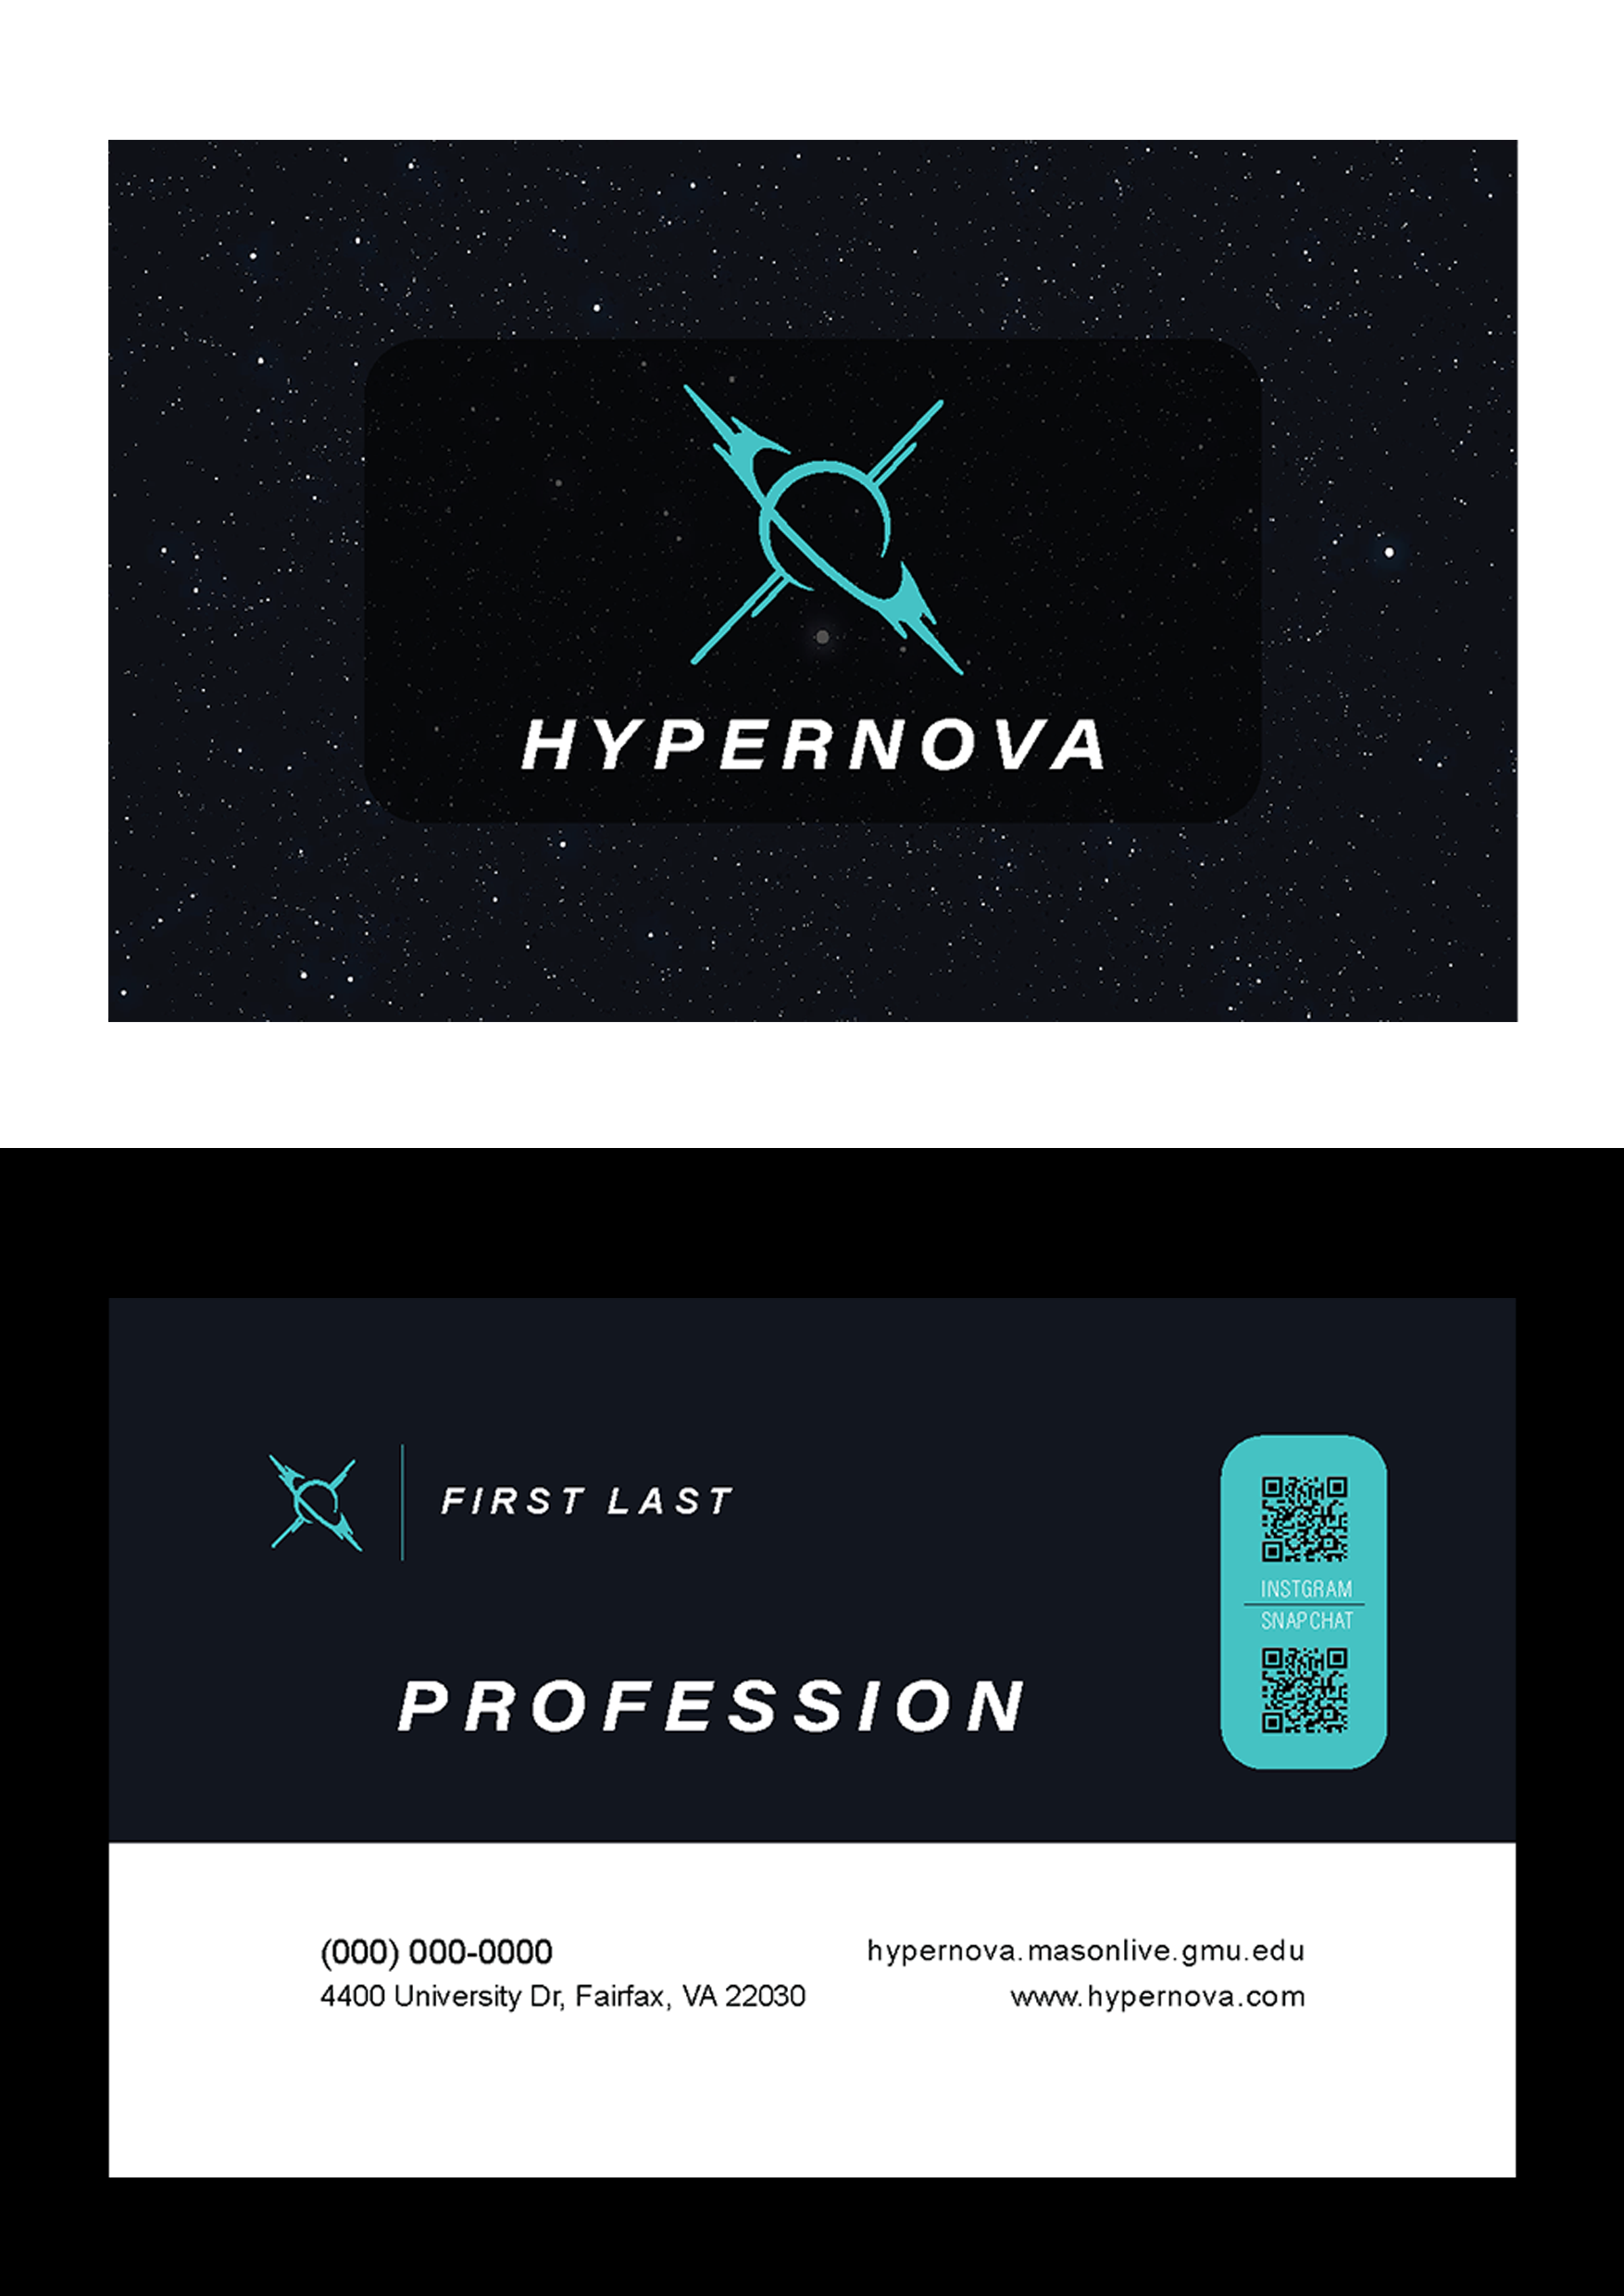 HYPERNOVA
FIRST LAST
INSTGRAM
SNAPCHAT
PROFESSION
(000) 000-0000
4400 University Dr, Fairfax, VA 22030
hypernova.masonlive.gmu.edu
www.hypernova.com